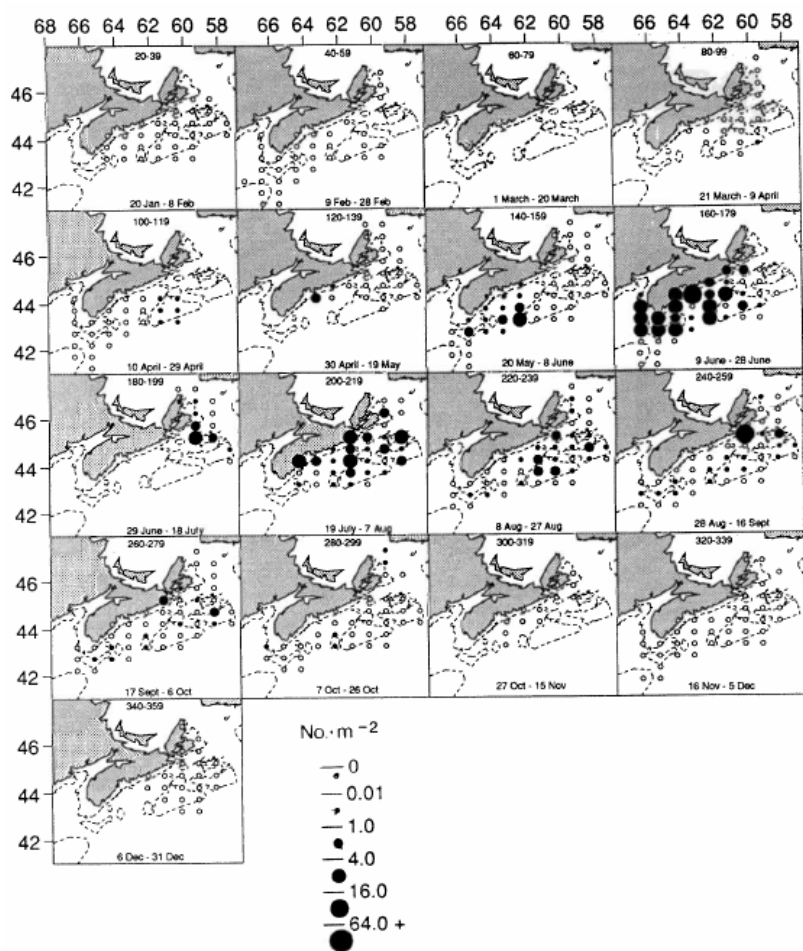 68 66 64 62 60 66 64 62 60 58 66 64 62 60 58
20-39
40-59
60-79
80-99
46
44
42
20 Jan - 8 Feb
9 Feb - 28 Feb
1 March - 20 March
21 March - 9 April
100-119
120-139
140-159
160-179
46
44
42
10 April - 29 April
30 April - 19 May
20 May - 8 June
9 June - 28 June
180-199
200-219
220-239
240-259
46
44
42
29 June - 18 July
19 July - 7 Aug
8 Aug - 27 Aug
28 Aug - 16 Sept
260-279
280-299
300-319
320-339
46
44
42
17 Sept - 6 Oct
7 Oct - 26 Oct
27 Oct - 15 Nov
16 Nov - 5 Dec
340-359
46
44
42
6 Dec - 31 Dec
No.·m⁻²
0
0.01
1.0
4.0
16.0
64.0 +